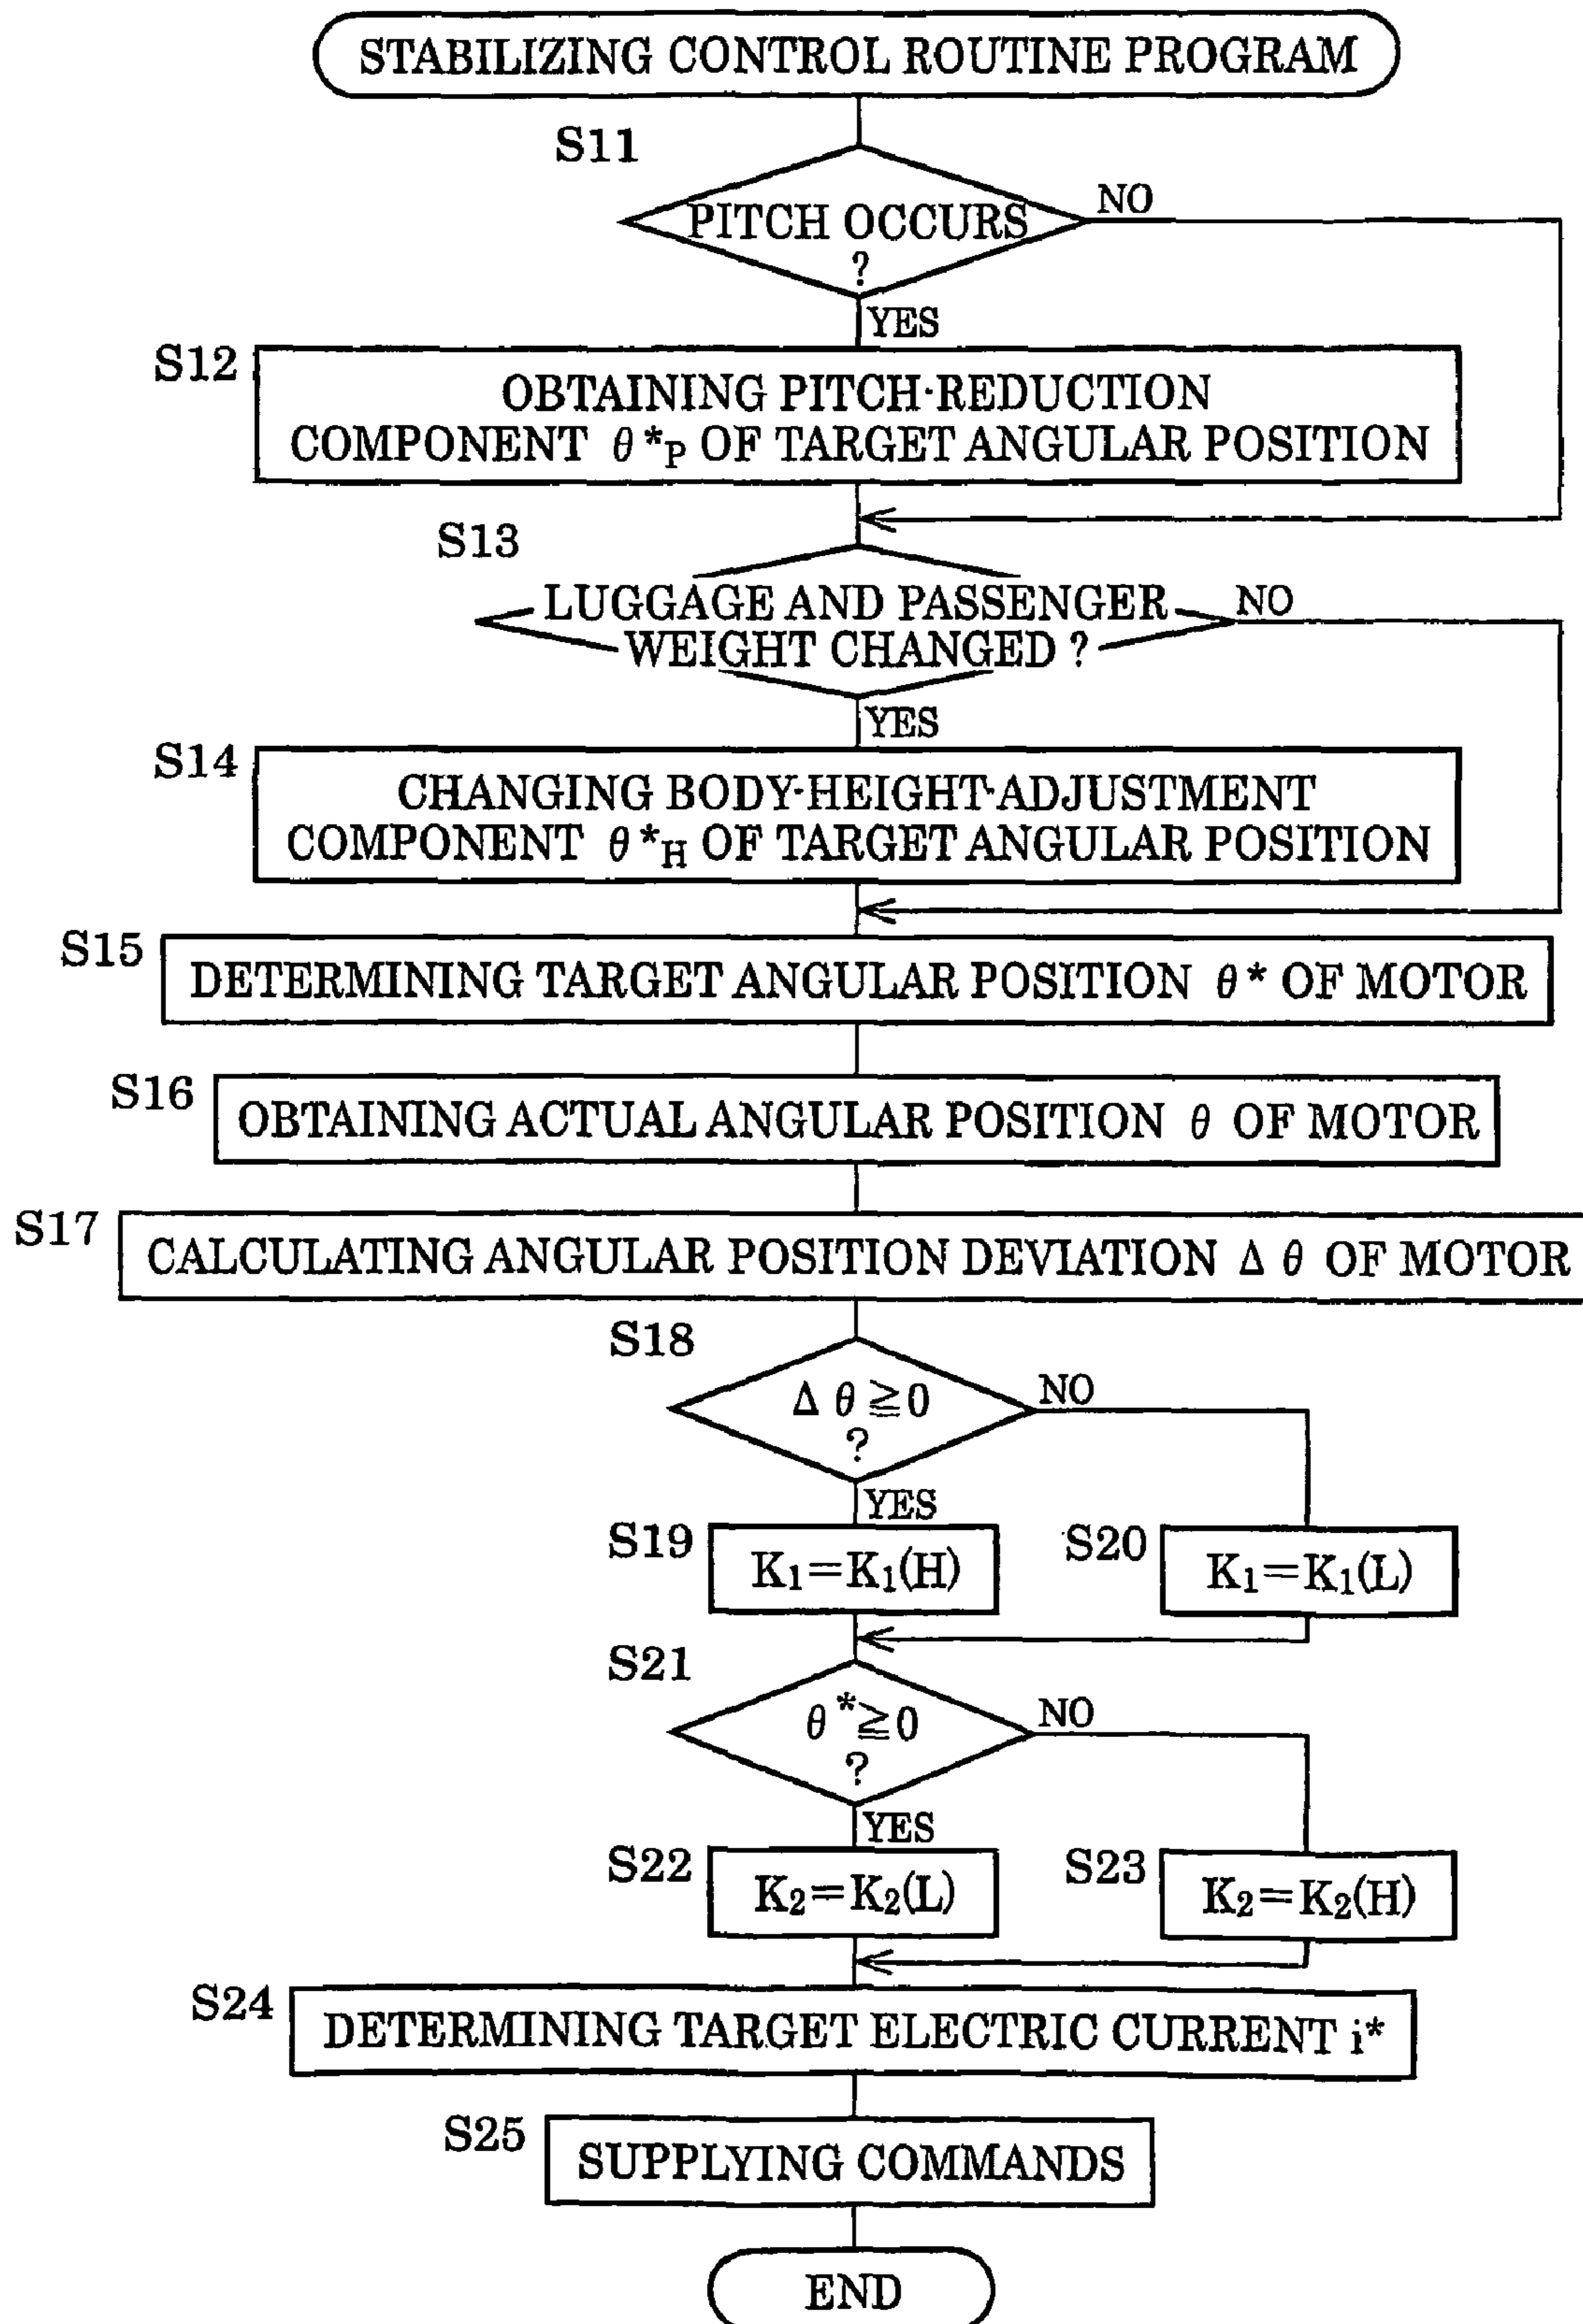 STABILIZING CONTROL ROUTINE PROGRAM
S11
PITCH OCCURS
?
NO
YES
S12
OBTAINING PITCH-REDUCTION
COMPONENT θ*P OF TARGET ANGULAR POSITION
S13
LUGGAGE AND PASSENGER
WEIGHT CHANGED ?
NO
YES
S14
CHANGING BODY-HEIGHT-ADJUSTMENT
COMPONENT θ*H OF TARGET ANGULAR POSITION
S15
DETERMINING TARGET ANGULAR POSITION θ* OF MOTOR
S16
OBTAINING ACTUAL ANGULAR POSITION θ OF MOTOR
S17
CALCULATING ANGULAR POSITION DEVIATION Δ θ OF MOTOR
S18
Δ θ ≧ 0
?
NO
YES
S19
K1=K1(H)
S20
K1=K1(L)
S21
θ* ≧ 0
?
NO
YES
S22
K2=K2(L)
S23
K2=K2(H)
S24
DETERMINING TARGET ELECTRIC CURRENT i*
S25
SUPPLYING COMMANDS
END